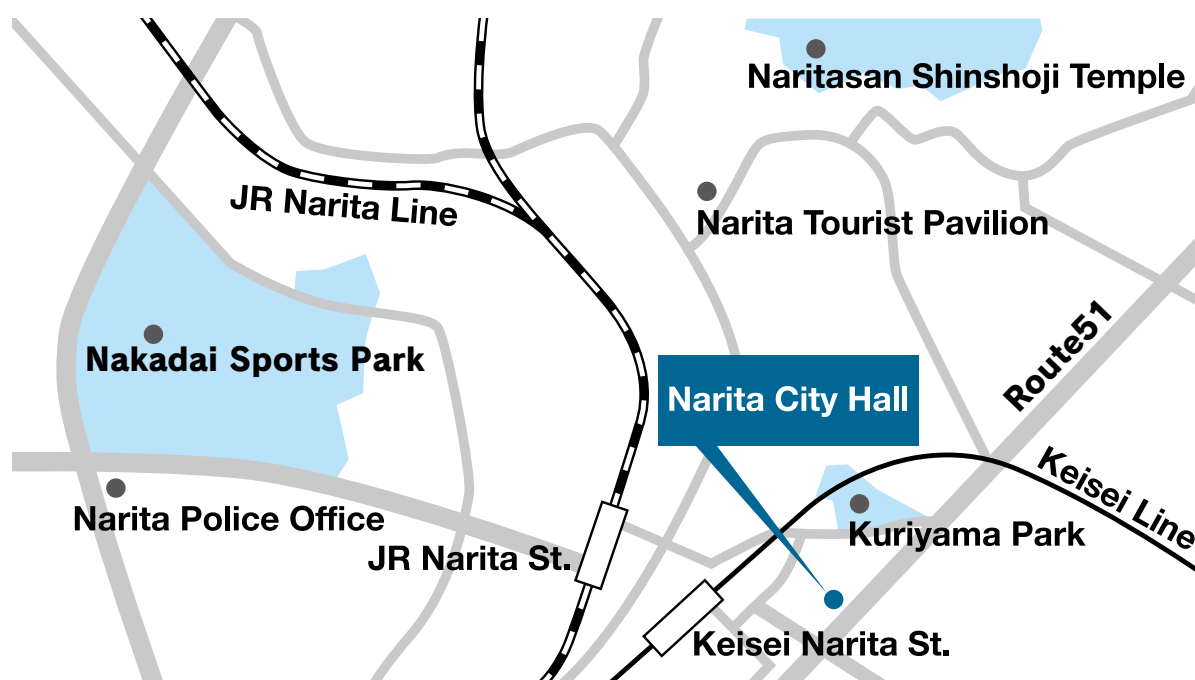 Naritasan Shinshoji Temple
JR Narita Line
Narita Tourist Pavilion
Route51
Nakadai Sports Park
Narita City Hall
Keisei Line
Narita Police Office
Kuriyama Park
JR Narita St.
Keisei Narita St.